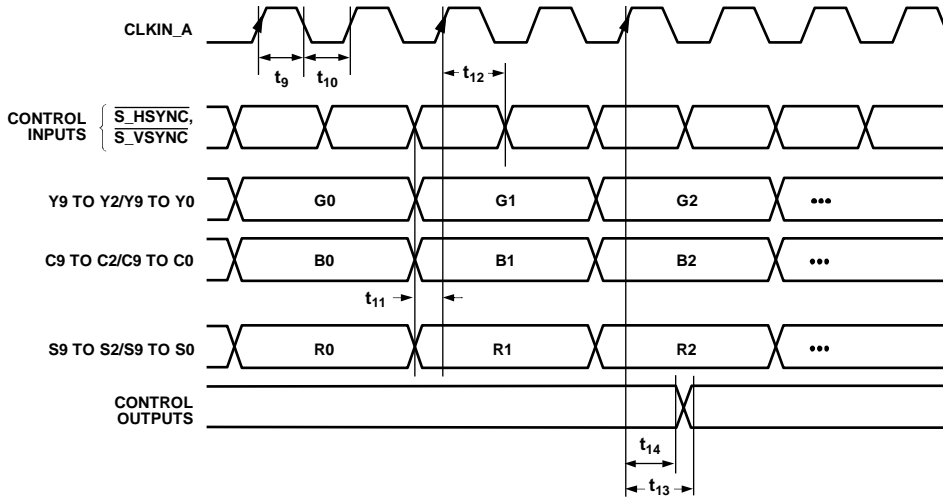 CLKIN_A
t9
t10
t12
CONTROL
INPUTS
S_HSYNC,
S_VSYNC
Y9 TO Y2/Y9 TO Y0
G0
G1
G2
•••
C9 TO C2/C9 TO C0
B0
B1
B2
•••
t11
S9 TO S2/S9 TO S0
R0
R1
R2
•••
CONTROL
OUTPUTS
t14
t13